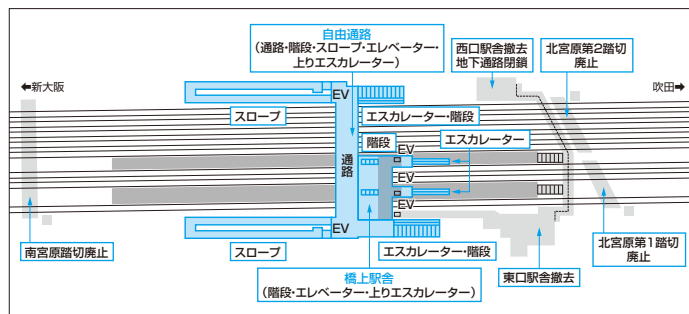 自由通路
（通路・階段・スロープ・エレベーター・
上りエスカレーター）
西口駅舎撤去
地下通路閉鎖
北宮原第2踏切
廃止
←新大阪
吹田→
EV
スロープ
エスカレーター・階段
階段
エスカレーター
EV
通路
EV
EV
EV
南宮原踏切廃止
スロープ
エスカレーター・階段
東口駅舎撤去
北宮原第1踏切
廃止
橋上駅舎
（階段・エレベーター・上りエスカレーター）